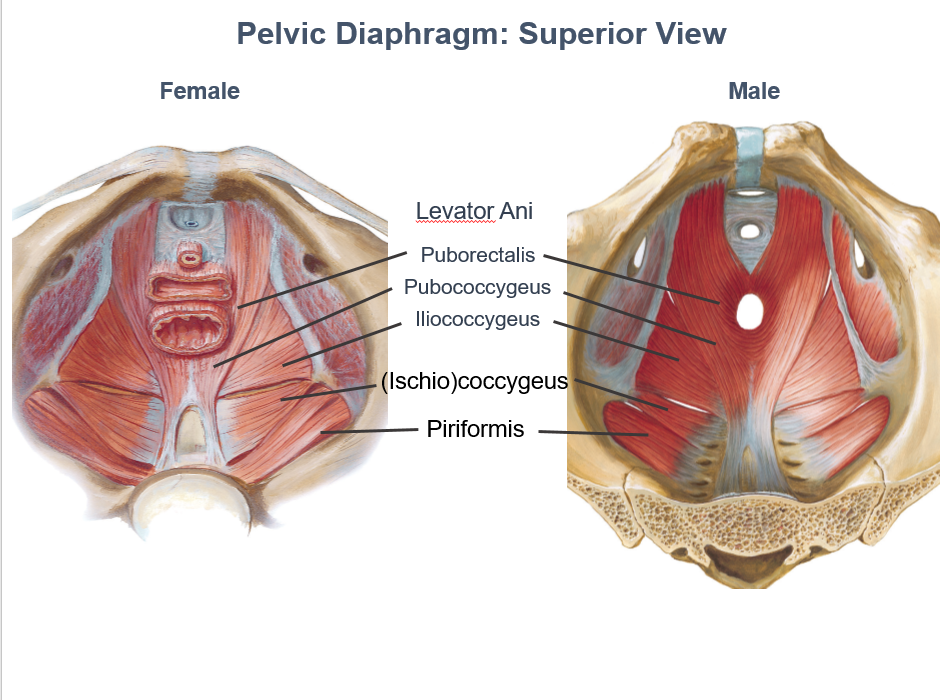 Pelvic Diaphragm: Superior View
Female
Male
Levator Ani
Puborectalis
Pubococcygeus
Iliococcygeus
(Ischio)coccygeus
Piriformis